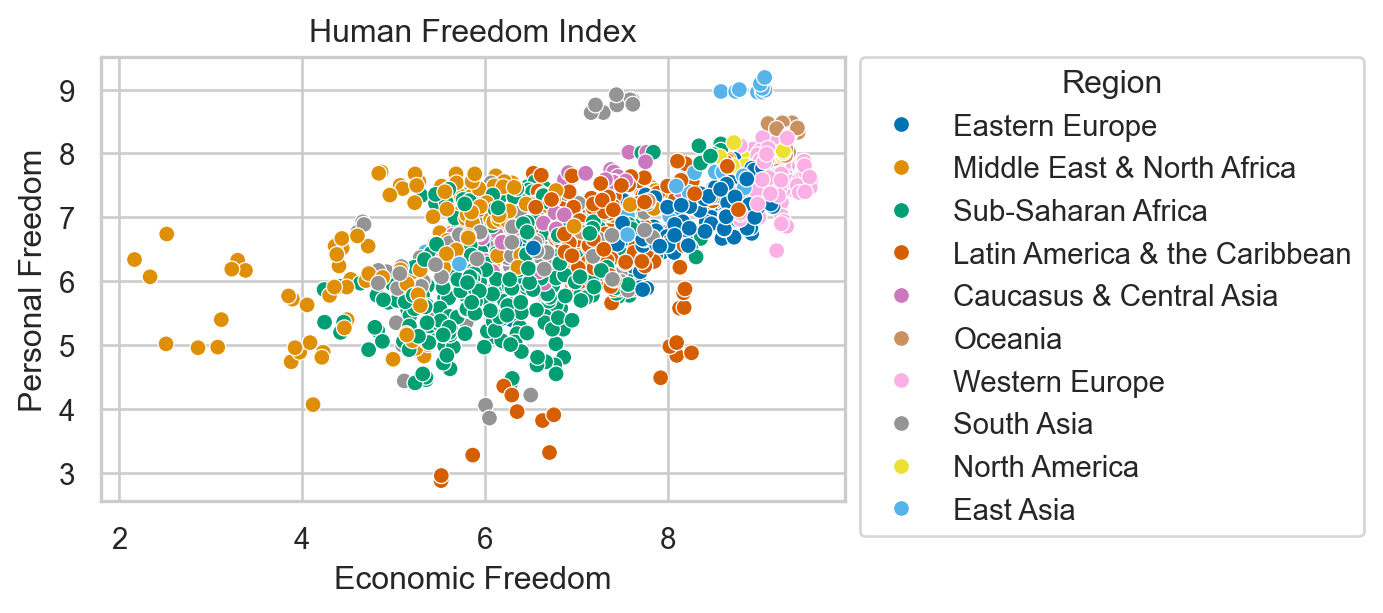 Human Freedom Index
9
8
7
6
5
4
3
Personal Freedom
2 4 6 8
Economic Freedom
Region
Eastern Europe
Middle East & North Africa
Sub-Saharan Africa
Latin America & the Caribbean
Caucasus & Central Asia
Oceania
Western Europe
South Asia
North America
East Asia